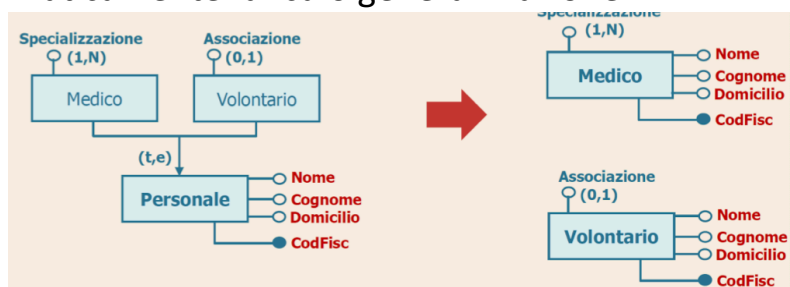 Specializzazione
(1,N)
Associazione
(0,1)
Medico
Volontario
(t,e)
Personale
Nome
Cognome
Domicilio
CodFisc
Specializzazione
(1,N)
Medico
Nome
Cognome
Domicilio
CodFisc
Associazione
(0,1)
Volontario
Nome
Cognome
Domicilio
CodFisc